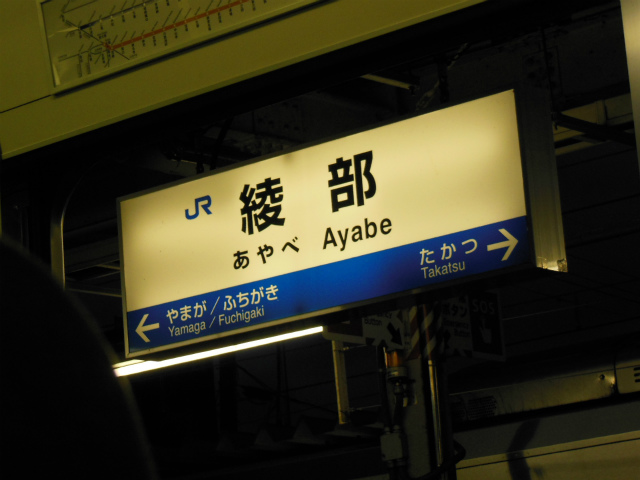 JR 綾部
あやべ Ayabe
たかつ
Takatsu
やまが/ふちがき
Yamaga/Fuchigaki
SOS